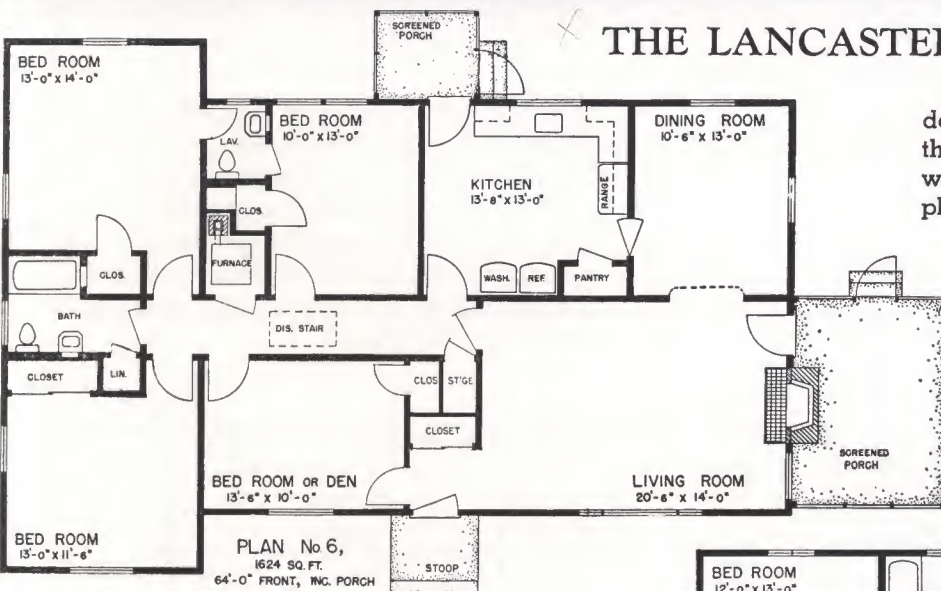 THE LANCASTE
SCREENED
PORCH
BED ROOM
13'-0" x 14'-0"
LAV.
BED ROOM
10'-0" x 13'-0"
KITCHEN
13'-8" x 13'-0"
RANGE
DINING ROOM
10'-6" x 13'-0"
de
th
w
pl
CLOS.
FURNACE
CLOS.
WASH.
REF.
PANTRY
BATH
DIS. STAIR
LIN.
CLOSET
CLOS
ST'GE
CLOSET
SCREENED
PORCH
BED ROOM OR DEN
13'-6" x 10'-0"
LIVING ROOM
20'-6" x 14'-0"
BED ROOM
13'-0" x 11'-6"
PLAN No. 6,
1624 SQ. FT.
64'-0" FRONT, INC. PORCH
STOOP
BED ROOM
12'-0" x 13'-0"